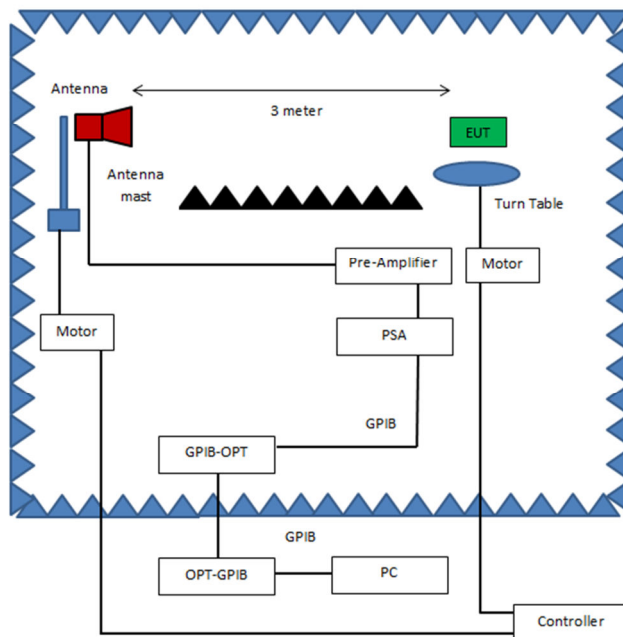 Antenna
3 meter
EUT
Antenna
mast
Turn Table
Pre-Amplifier
Motor
Motor
PSA
GPIB
GPIB-OPT
GPIB
OPT-GPIB
PC
Controller